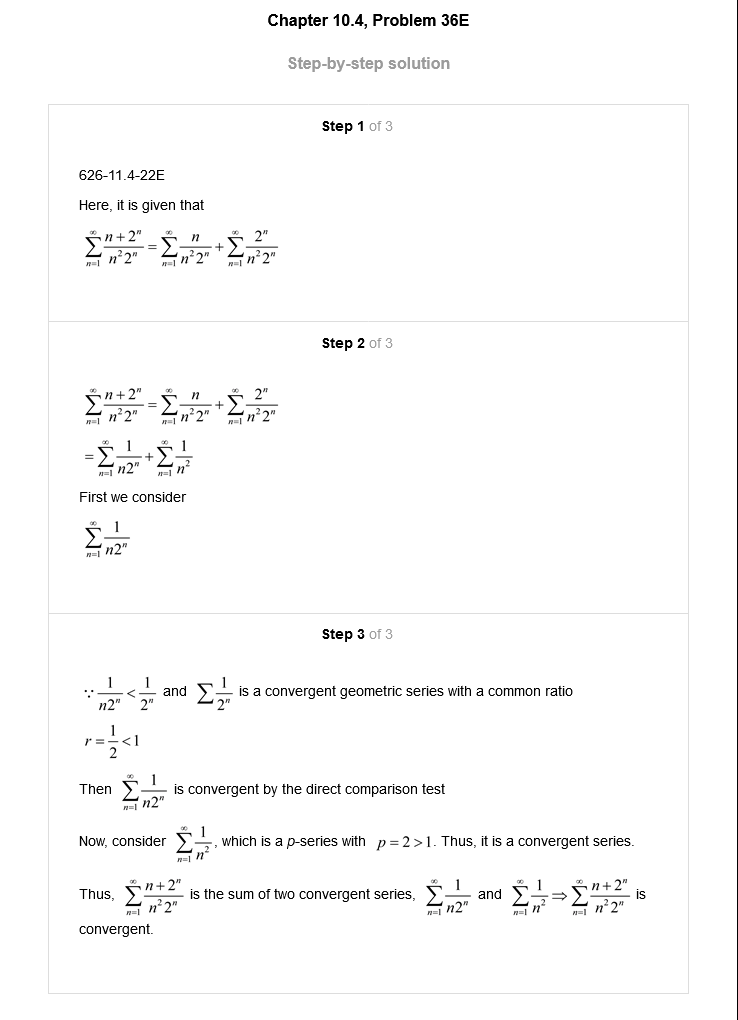 Chapter 10.4, Problem 36E
Step-by-step solution
Step 1 of 3
626-11.4-22E
Here, it is given that
$\sum_{n=1}^{\infty} \frac{n+2^n}{n^2 2^n} = \sum_{n=1}^{\infty} \frac{n}{n^2 2^n} + \sum_{n=1}^{\infty} \frac{2^n}{n^2 2^n}$
Step 2 of 3
$\sum_{n=1}^{\infty} \frac{n+2^n}{n^2 2^n} = \sum_{n=1}^{\infty} \frac{n}{n^2 2^n} + \sum_{n=1}^{\infty} \frac{2^n}{n^2 2^n}$
$= \sum_{n=1}^{\infty} \frac{1}{n2^n} + \sum_{n=1}^{\infty} \frac{1}{n^2}$
First we consider
$\sum_{n=1}^{\infty} \frac{1}{n2^n}$
Step 3 of 3
$\because \frac{1}{n2^n} < \frac{1}{2^n}$ and $\sum \frac{1}{2^n}$ is a convergent geometric series with a common ratio
$r = \frac{1}{2} < 1$
Then $\sum_{n=1}^{\infty} \frac{1}{n2^n}$ is convergent by the direct comparison test
Now, consider $\sum_{n=1}^{\infty} \frac{1}{n^2}$, which is a p-series with $p = 2 > 1$. Thus, it is a convergent series.
Thus, $\sum_{n=1}^{\infty} \frac{n+2^n}{n^2 2^n}$ is the sum of two convergent series, $\sum_{n=1}^{\infty} \frac{1}{n2^n}$ and $\sum_{n=1}^{\infty} \frac{1}{n^2} \Rightarrow \sum_{n=1}^{\infty} \frac{n+2^n}{n^2 2^n}$ is
convergent.